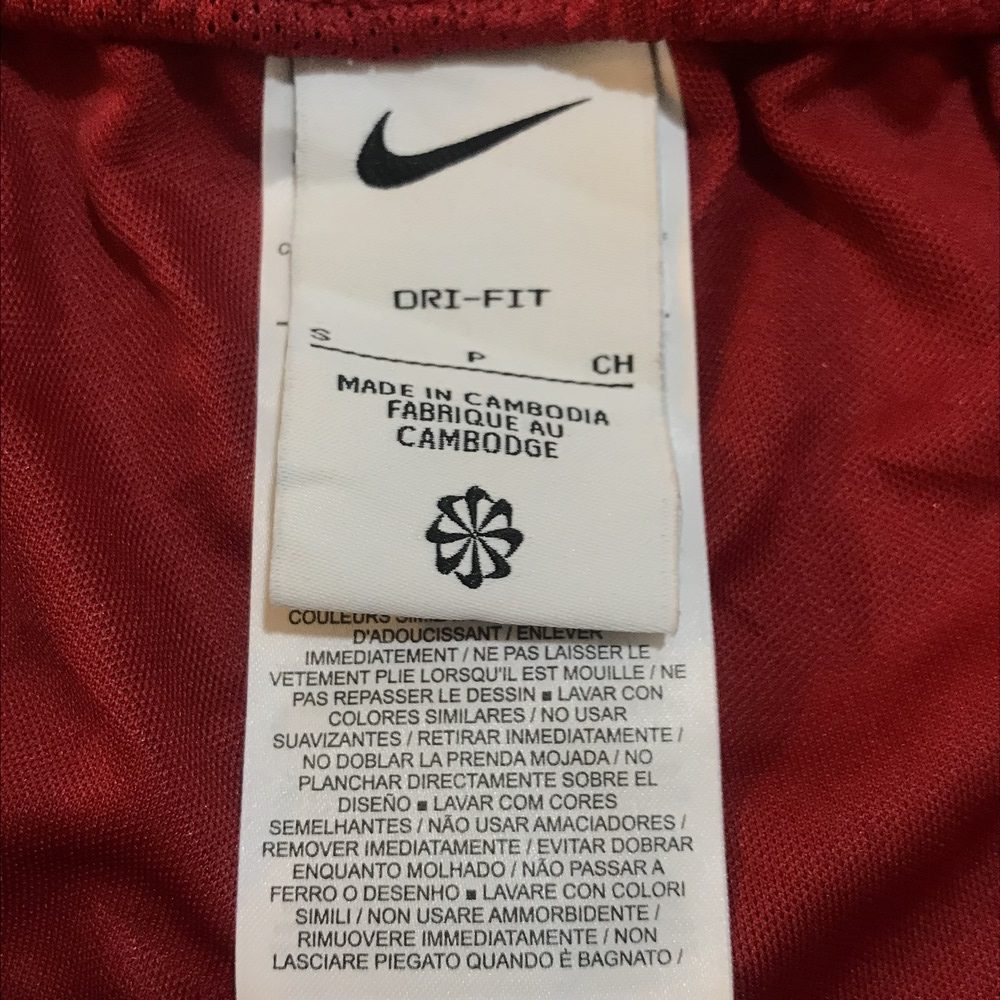 DRI-FIT
S P CH
MADE IN CAMBODIA
FABRIQUE AU
CAMBODGE
COULEURS
D'ADOUCISSANT / ENLEVER
IMMEDIATEMENT / NE PAS LAISSER LE
VETEMENT PLIE LORSQU'IL EST MOUILLE / NE
PAS REPASSER LE DESSIN ■ LAVAR CON
COLORES SIMILARES / NO USAR
SUAVIZANTES / RETIRAR INMEDIATAMENTE /
NO DOBLAR LA PRENDA MOJADA / NO
PLANCHAR DIRECTAMENTE SOBRE EL
DISEÑO ■ LAVAR COM CORES
SEMELHANTES / NÃO USAR AMACIADORES /
REMOVER IMEDIATAMENTE / EVITAR DOBRAR
ENQUANTO MOLHADO / NÃO PASSAR A
FERRO O DESENHO ■ LAVARE CON COLORI
SIMILI / NON USARE AMMORBIDENTE /
RIMUOVERE IMMEDIATAMENTE / NON
LASCIARE PIEGATO QUANDO È BAGNATO /